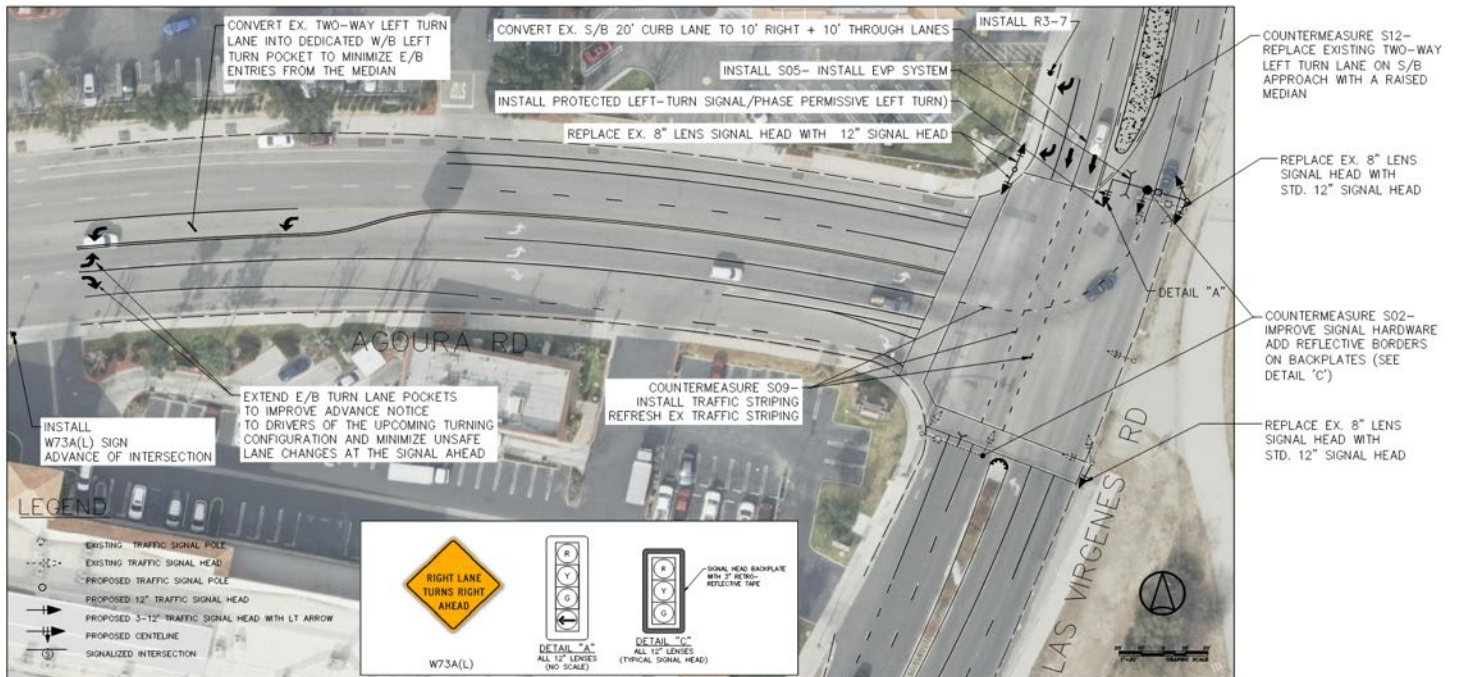 CONVERT EX. TWO-WAY LEFT TURN
LANE INTO DEDICATED W/B LEFT
TURN POCKET TO MINIMIZE E/B
ENTRIES FROM THE MEDIAN
CONVERT EX. S/B 20' CURB LANE TO 10' RIGHT + 10' THROUGH LANES
INSTALL R3-7
INSTALL S05- INSTALL EVP SYSTEM
INSTALL PROTECTED LEFT-TURN SIGNAL/PHASE PERMISSIVE LEFT TURN)
REPLACE EX. 8" LENS SIGNAL HEAD WITH 12" SIGNAL HEAD
COUNTERMEASURE S12-
REPLACE EXISTING TWO-WAY
LEFT TURN LANE ON S/B
APPROACH WITH A RAISED
MEDIAN
STOP
REPLACE EX. 8" LENS
SIGNAL HEAD WITH
STD. 12" SIGNAL HEAD
DETAIL "A"
COUNTERMEASURE S02-
IMPROVE SIGNAL HARDWARE
ADD REFLECTIVE BORDERS
ON BACKPLATES (SEE
DETAIL 'C')
AGOURA RD
COUNTERMEASURE S09-
INSTALL TRAFFIC STRIPING
REFRESH EX TRAFFIC STRIPING
EXTEND E/B TURN LANE POCKETS
TO IMPROVE ADVANCE NOTICE
TO DRIVERS OF THE UPCOMING TURNING
CONFIGURATION AND MINIMIZE UNSAFE
LANE CHANGES AT THE SIGNAL AHEAD
INSTALL
W73A(L) SIGN
ADVANCE OF INTERSECTION
REPLACE EX. 8" LENS
SIGNAL HEAD WITH
STD. 12" SIGNAL HEAD
LAS VIRGENES RD
LEGEND
EXISTING TRAFFIC SIGNAL POLE
EXISTING TRAFFIC SIGNAL HEAD
PROPOSED TRAFFIC SIGNAL POLE
PROPOSED 12" TRAFFIC SIGNAL HEAD
PROPOSED 3-12" TRAFFIC SIGNAL HEAD WITH LT ARROW
PROPOSED CENTELINE
S SIGNALIZED INTERSECTION
RIGHT LANE
TURNS RIGHT
AHEAD
W73A(L)
R
Y
G
DETAIL "A"
ALL 12" LENSES
(NO SCALE)
R
Y
G
SIGNAL HEAD BACKPLATE
WITH 3" RETRO-
REFLECTIVE TAPE
DETAIL "C"
ALL 12" LENSES
(TYPICAL SIGNAL HEAD)
GRAPHIC SCALE